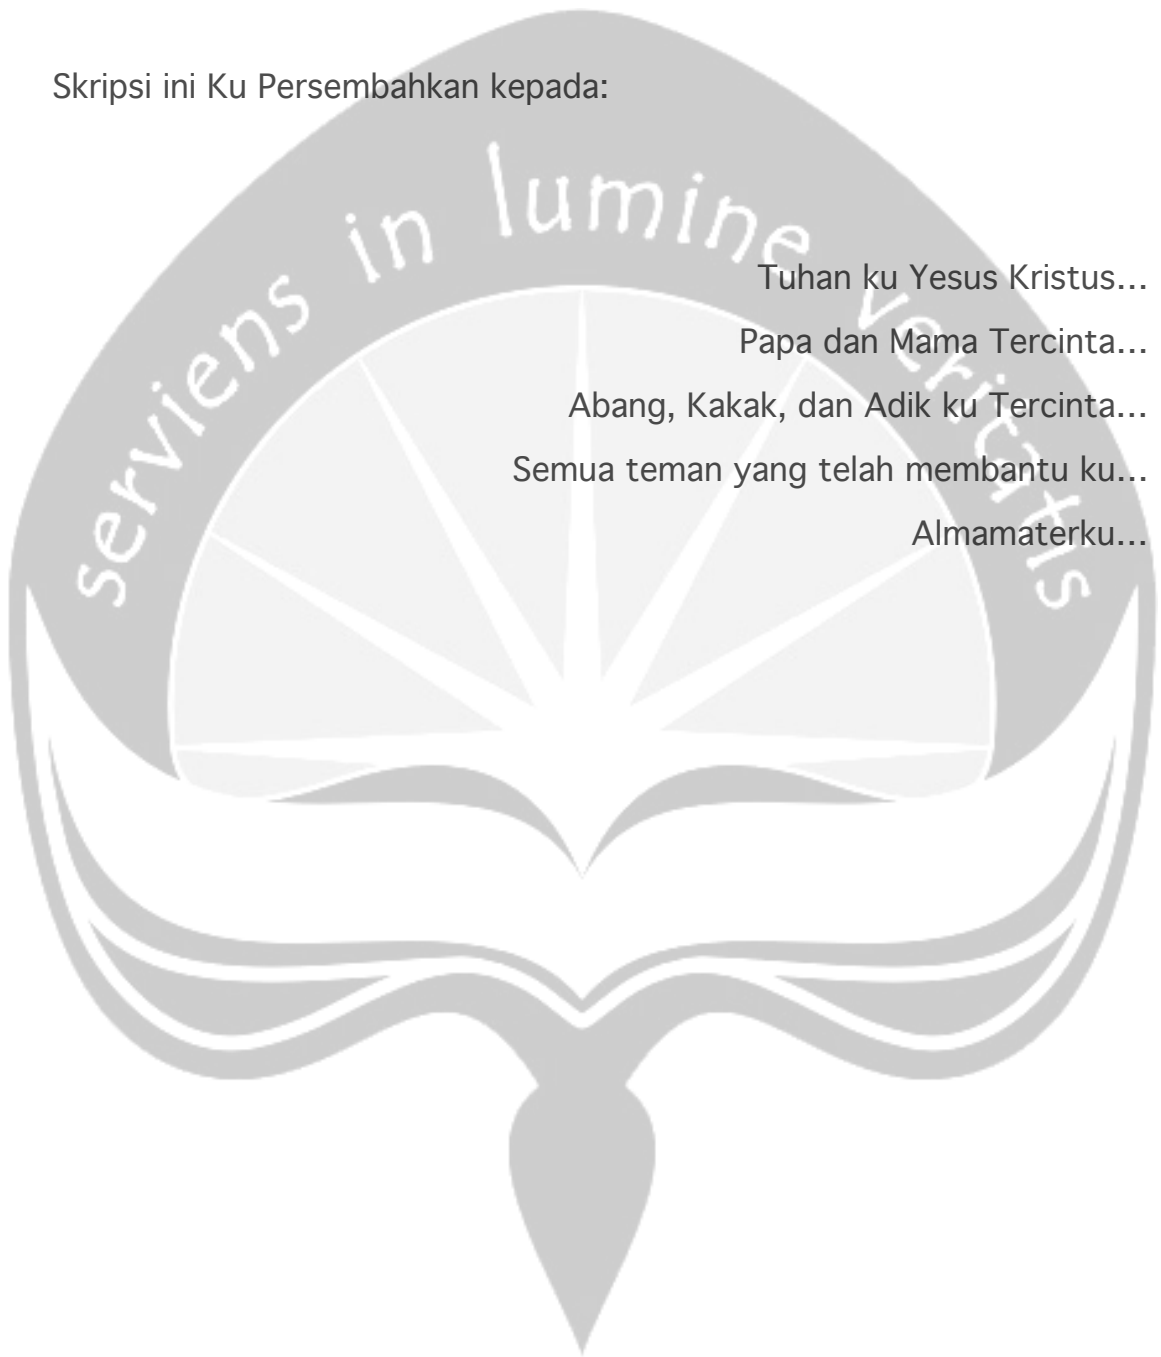 Skripsi ini Ku Persembahkan kepada:
serviens in lumine veritatis
Tuhan ku Yesus Kristus...
Papa dan Mama Tercinta...
Abang, Kakak, dan Adik ku Tercinta...
Semua teman yang telah membantu ku...
Almamaterku...